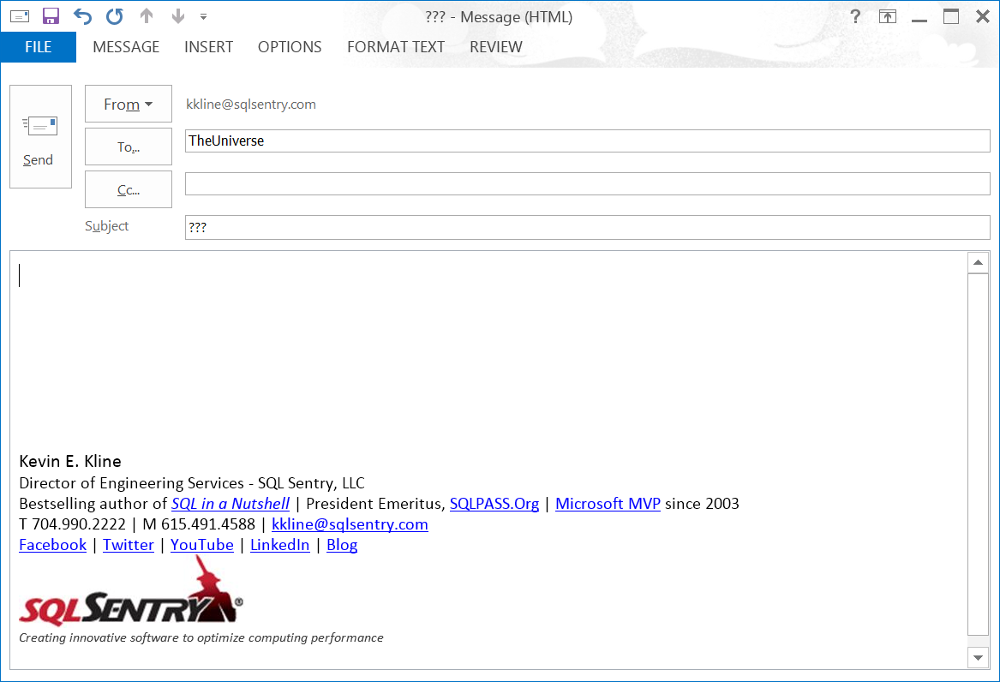 ??? - Message (HTML) ?
FILE MESSAGE INSERT OPTIONS FORMAT TEXT REVIEW
Send
From kkline@sqlsentry.com
To... TheUniverse
Cc...
Subject ???
Kevin E. Kline
Director of Engineering Services - SQL Sentry, LLC
Bestselling author of SQL in a Nutshell | President Emeritus, SQLPASS.Org | Microsoft MVP since 2003
T 704.990.2222 | M 615.491.4588 | kkline@sqlsentry.com
Facebook | Twitter | YouTube | LinkedIn | Blog
SQLSENTRY®
Creating innovative software to optimize computing performance